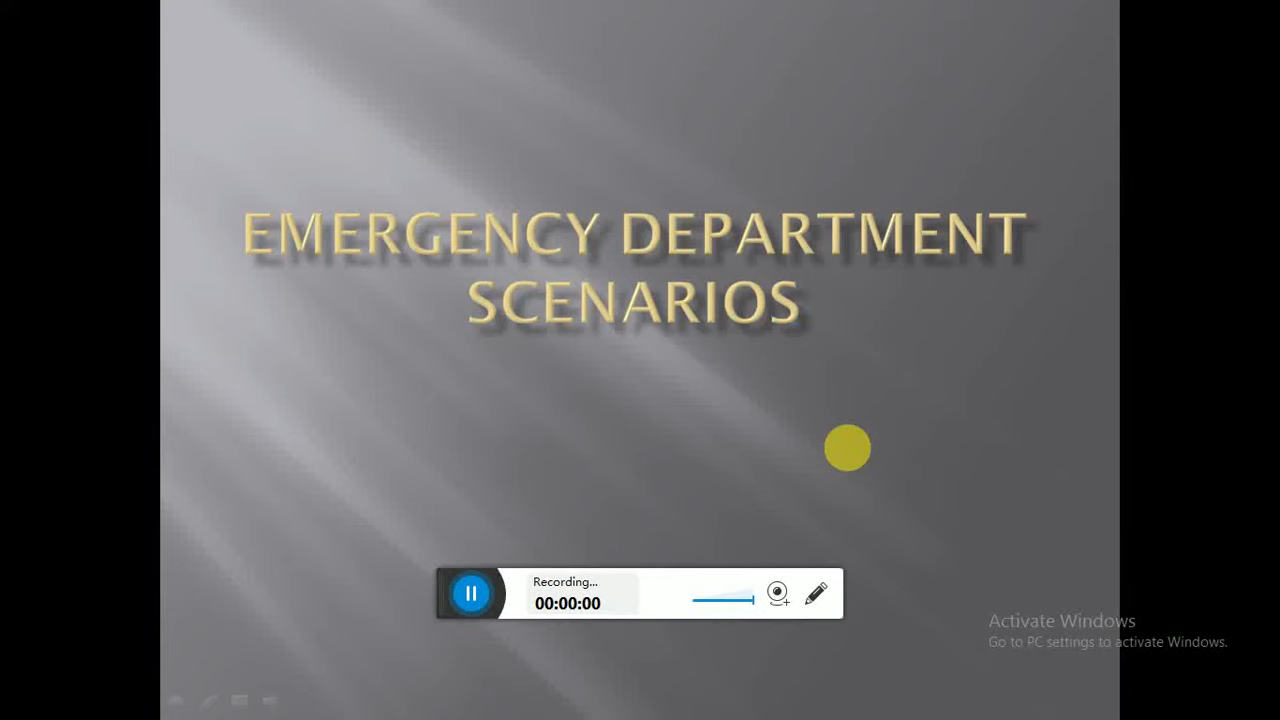 EMERGENCY DEPARTMENT
SCENARIOS
Recording...
00:00:00
Activate Windows
Go to PC settings to activate Windows.